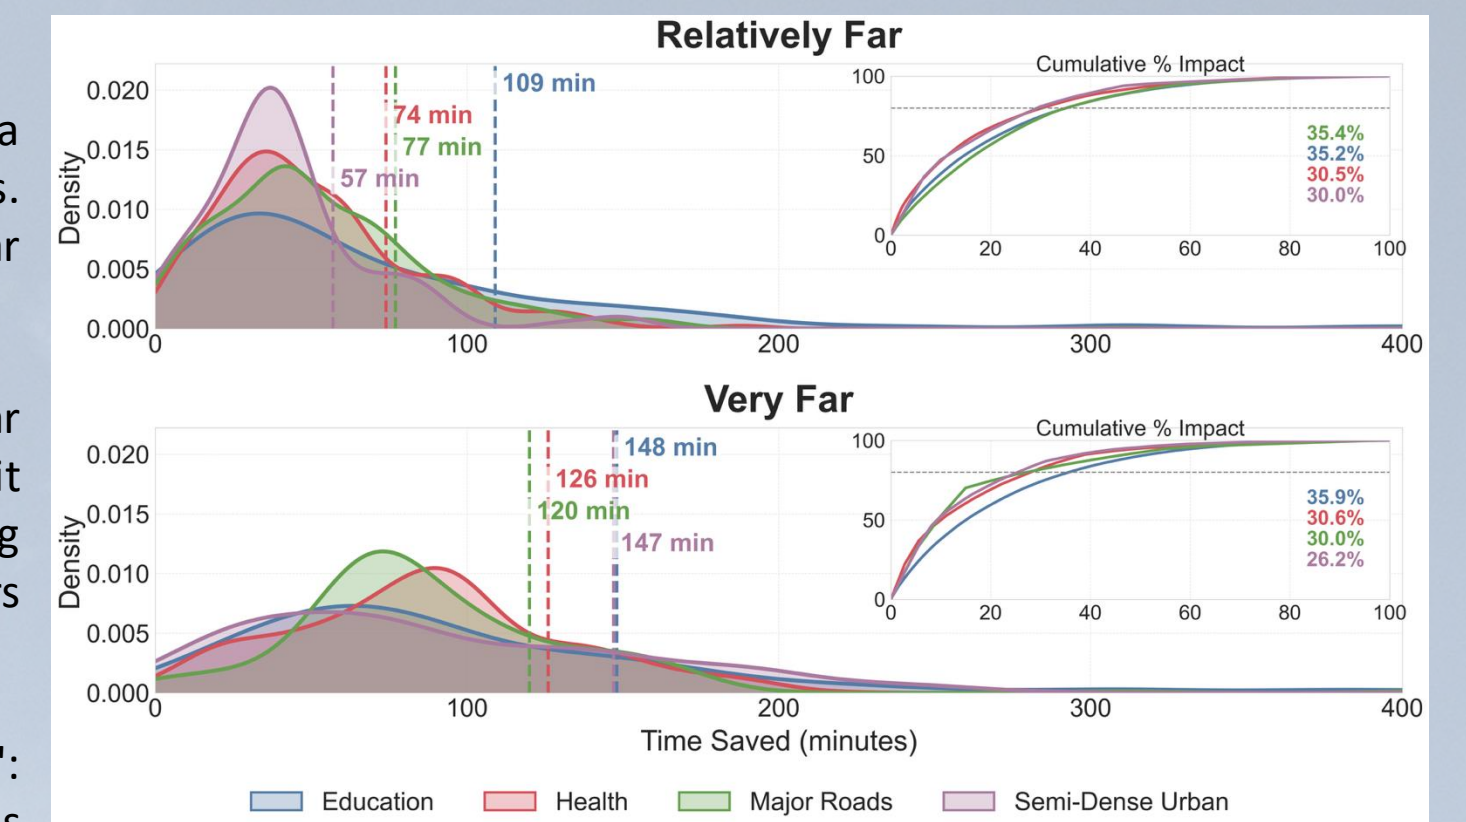 a
s.
ar
ar
it
g
rs
":
s
Relatively Far
Cumulative % Impact
109 min
74 min
77 min
57 min
Density
0.020
0.015
0.010
0.005
0.000
0 100 200 300 400
100
50
0
0 20 40 60 80 100
35.4%
35.2%
30.5%
30.0%
Very Far
Cumulative % Impact
148 min
126 min
120 min
147 min
Density
0.020
0.015
0.010
0.005
0.000
0 100 200 300 400
100
50
0
0 20 40 60 80 100
35.9%
30.6%
30.0%
26.2%
Time Saved (minutes)
Education Health Major Roads Semi-Dense Urban